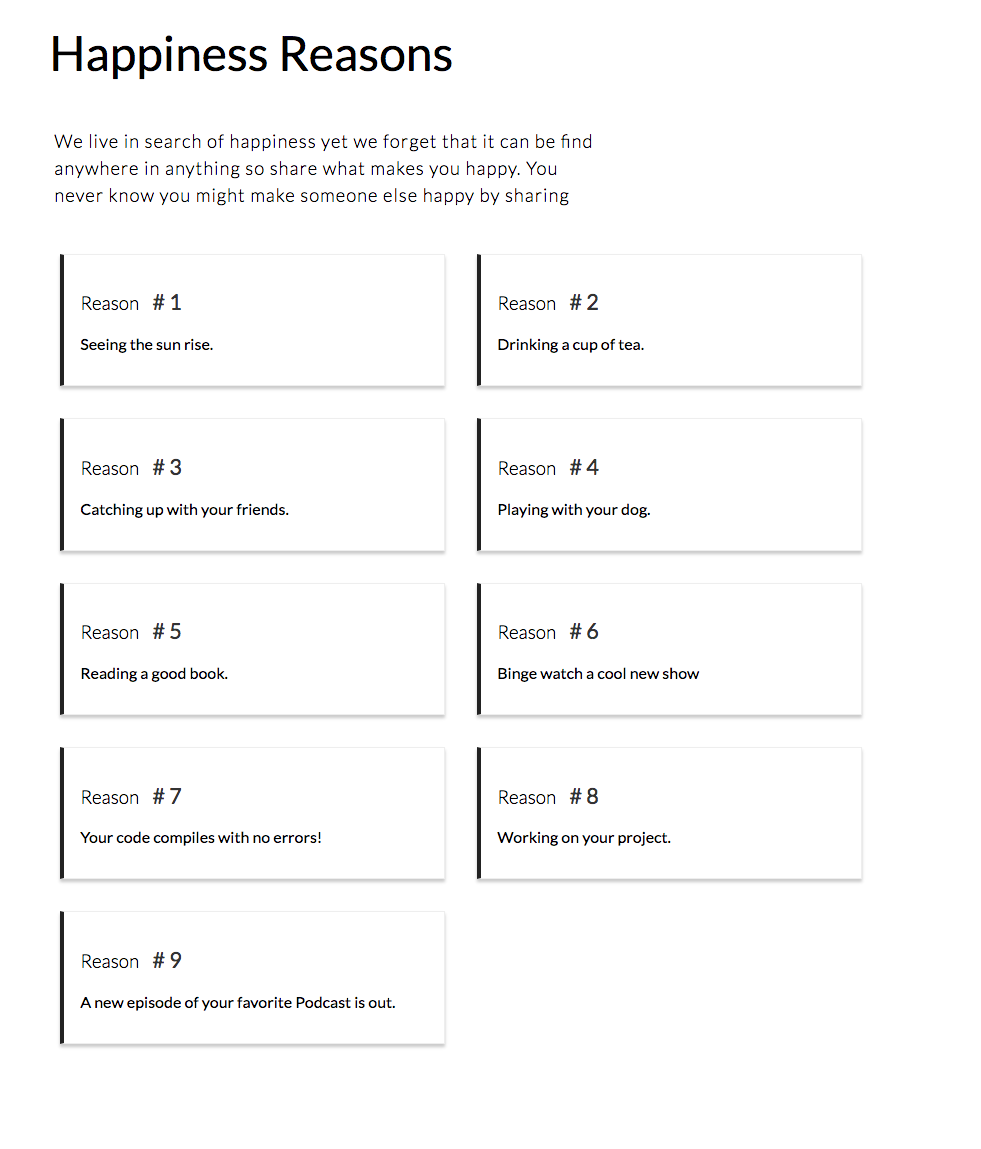 Happiness Reasons
We live in search of happiness yet we forget that it can be find
anywhere in anything so share what makes you happy. You
never know you might make someone else happy by sharing
Reason # 1
Seeing the sun rise.
Reason # 2
Drinking a cup of tea.
Reason # 3
Catching up with your friends.
Reason # 4
Playing with your dog.
Reason # 5
Reading a good book.
Reason # 6
Binge watch a cool new show
Reason # 7
Your code compiles with no errors!
Reason # 8
Working on your project.
Reason # 9
A new episode of your favorite Podcast is out.